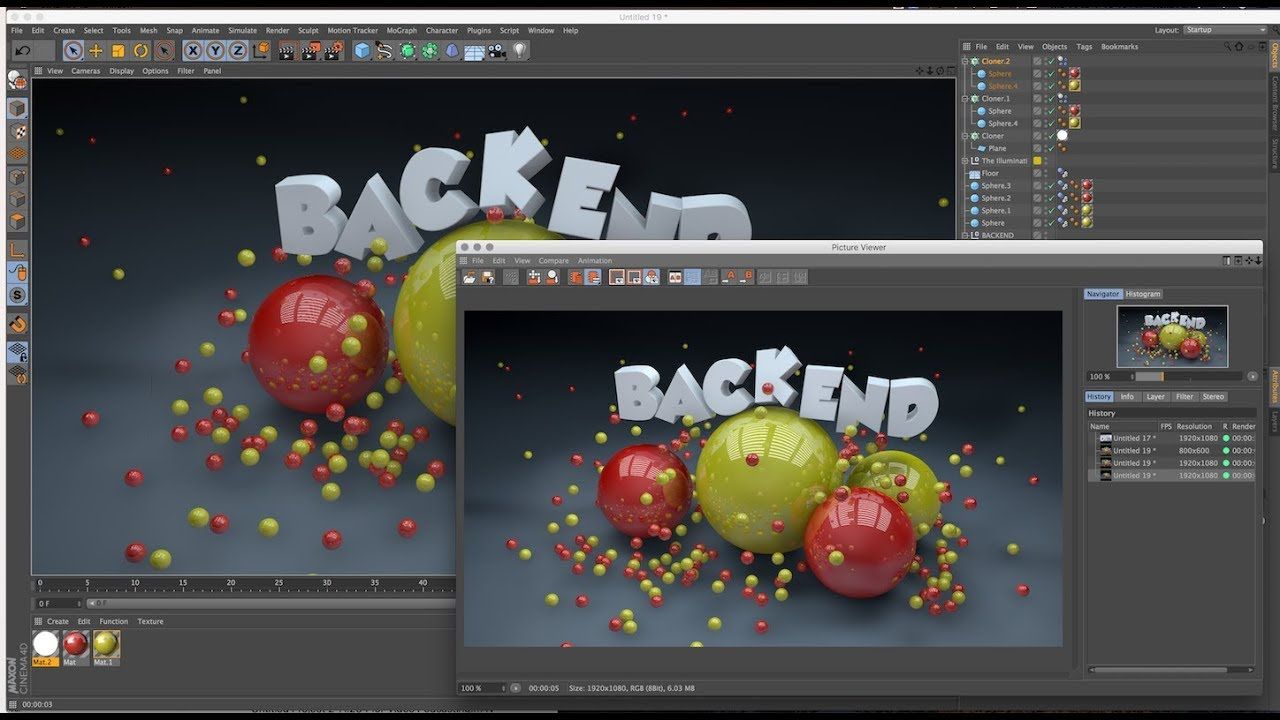 Untitled 19 *
File Edit Create Select Tools Mesh Snap Animate Simulate Render Sculpt Motion Tracker MoGraph Character Plugins Script Window Help
Layout: Startup
X Y Z
File Edit View Objects Tags Bookmarks
View Cameras Display Options Filter Panel
Cloner.2
Sphere
Sphere.4
Cloner.1
Sphere
Sphere.4
Cloner
Plane
The Illuminati
Floor
Sphere.3
Sphere.2
Sphere.1
Sphere
BACKEND
Objects
Content Browser
Structure
Attributes
Layers
BACKEND
Picture Viewer
File Edit View Compare Animation
A B
BACKEND
Navigator Histogram
BACKEND
100 %
History Info Layer Filter Stereo
History
Name FPS Resolution R Render
Untitled 17 * 1920x1080 00:00:
Untitled 19 * 800x600 00:00:
Untitled 19 * 1920x1080 00:00:
Untitled 19 * 1920x1080 00:00:
0 5 10 15 20 25 30 35 40
0 F 0 F
Create Edit Function Texture
Mat.2 Mat Mat.1
MAXON CINEMA 4D
100 % 00:00:05 Size: 1920x1080, RGB (8Bit), 6.03 MB
00:00:03